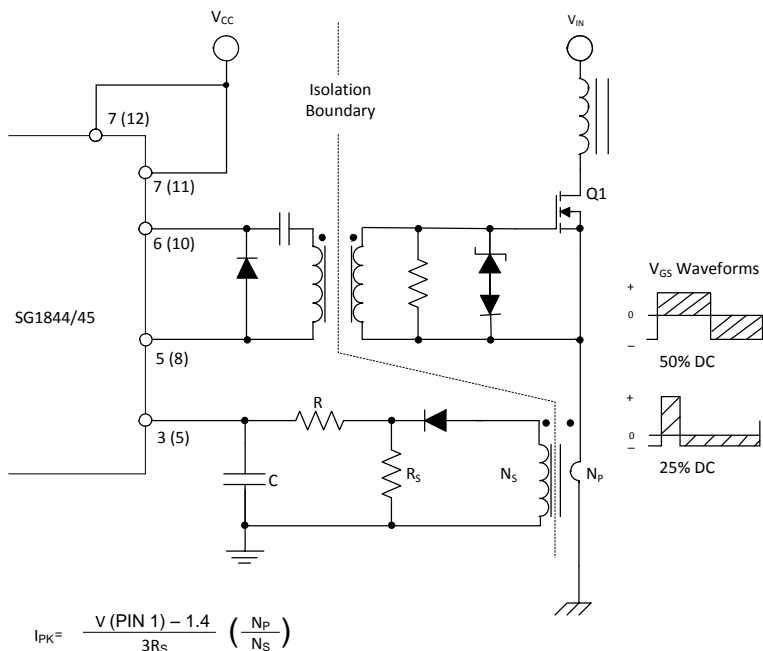 VCC
VIN
Isolation
Boundary
7 (12)
7 (11)
Q1
6 (10)
VGS Waveforms
+
0
–
50% DC
SG1844/45
5 (8)
R
3 (5)
C
RS
NS
NP
+
0
–
25% DC
IPK= V (PIN 1) – 1.4 / 3RS ( NP / NS )